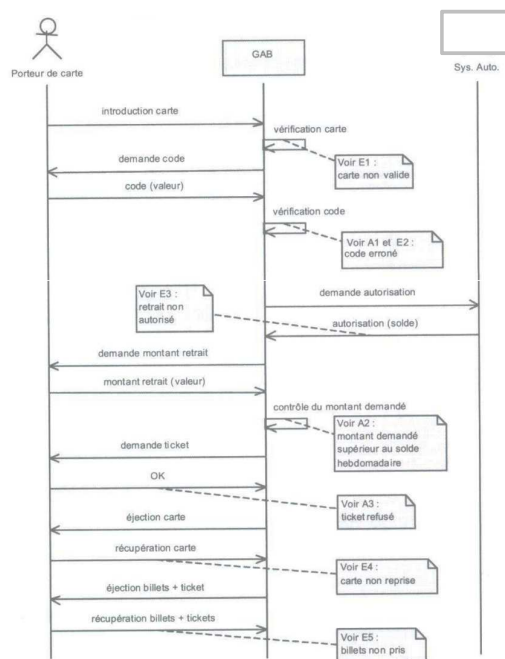 GAB
Porteur de carte
Sys. Auto.
introduction carte
vérification carte
demande code
Voir E1 :
carte non valide
code (valeur)
vérification code
Voir A1 et E2 :
code erroné
Voir E3 :
retrait non
autorisé
demande autorisation
autorisation (solde)
demande montant retrait
montant retrait (valeur)
contrôle du montant demandé
Voir A2 :
montant demandé
supérieur au solde
hebdomadaire
demande ticket
OK
Voir A3 :
ticket refusé
éjection carte
récupération carte
Voir E4 :
carte non reprise
éjection billets + ticket
récupération billets + tickets
Voir E5 :
billets non pris